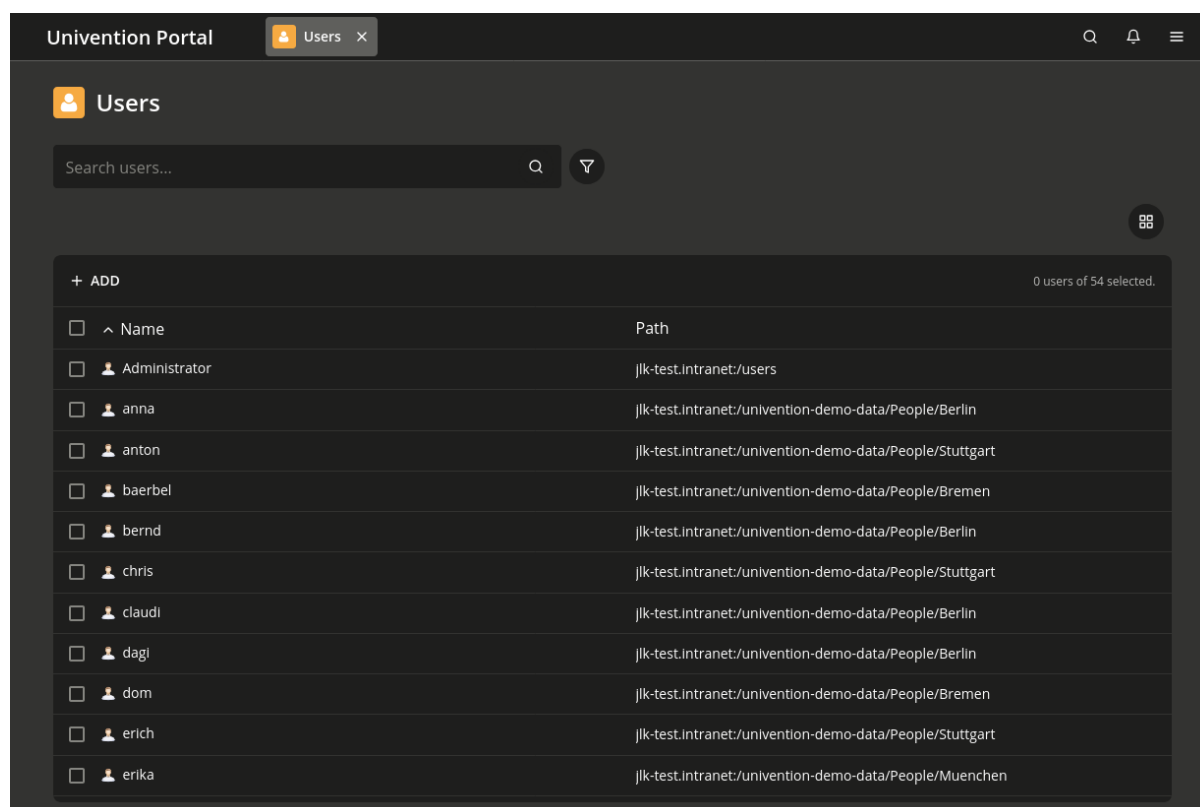 Univention Portal Users
Users
Search users...
+ ADD 0 users of 54 selected.
Name Path
Administrator jlk-test.intranet:/users
anna jlk-test.intranet:/univention-demo-data/People/Berlin
anton jlk-test.intranet:/univention-demo-data/People/Stuttgart
baerbel jlk-test.intranet:/univention-demo-data/People/Bremen
bernd jlk-test.intranet:/univention-demo-data/People/Berlin
chris jlk-test.intranet:/univention-demo-data/People/Stuttgart
claudi jlk-test.intranet:/univention-demo-data/People/Berlin
dagi jlk-test.intranet:/univention-demo-data/People/Berlin
dom jlk-test.intranet:/univention-demo-data/People/Bremen
erich jlk-test.intranet:/univention-demo-data/People/Stuttgart
erika jlk-test.intranet:/univention-demo-data/People/Muenchen